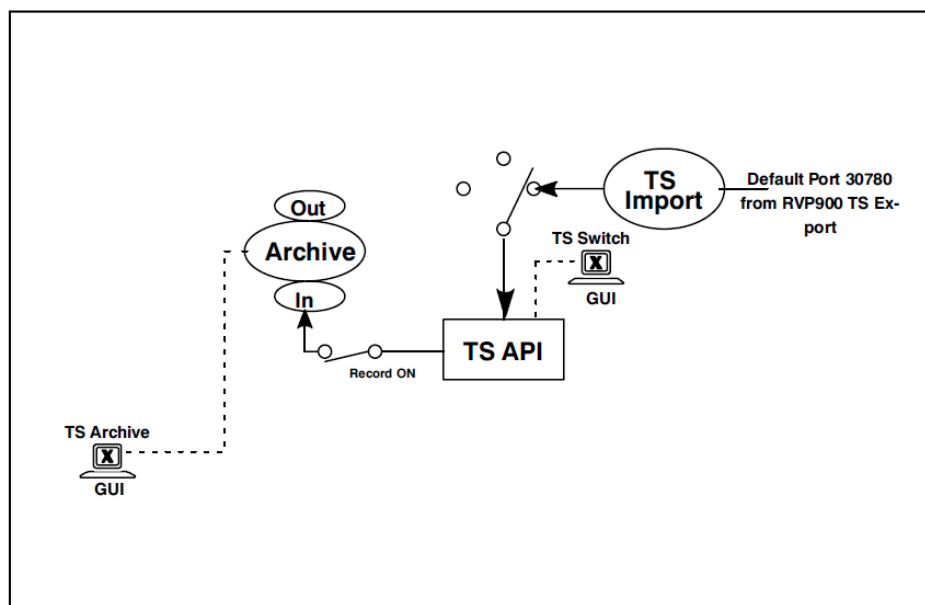 TS
Import
Default Port 30780
from RVP900 TS Ex-
port
Out
Archive
In
TS Switch
X
GUI
TS API
Record ON
TS Archive
X
GUI